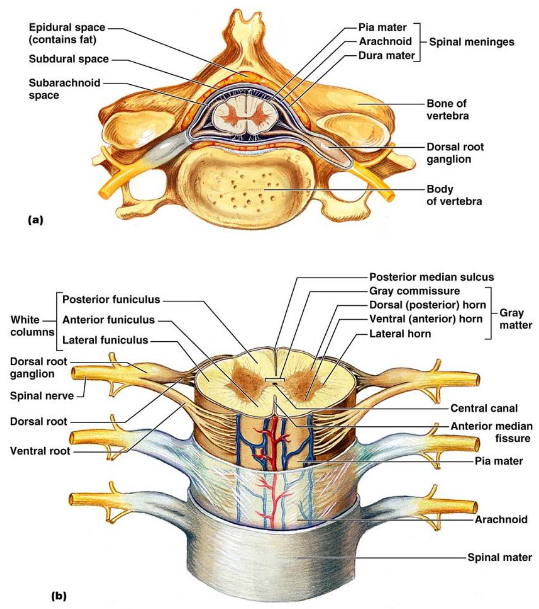 Epidural space
(contains fat)
Subdural space
Subarachnoid
space
Pia mater
Arachnoid
Dura mater
Spinal meninges
Bone of
vertebra
Dorsal root
ganglion
Body
of vertebra
(a)
White
columns
Posterior funiculus
Anterior funiculus
Lateral funiculus
Dorsal root
ganglion
Spinal nerve
Dorsal root
Ventral root
Posterior median sulcus
Gray commissure
Dorsal (posterior) horn
Ventral (anterior) horn
Lateral horn
Gray
matter
Central canal
Anterior median
fissure
Pia mater
Arachnoid
Spinal mater
(b)